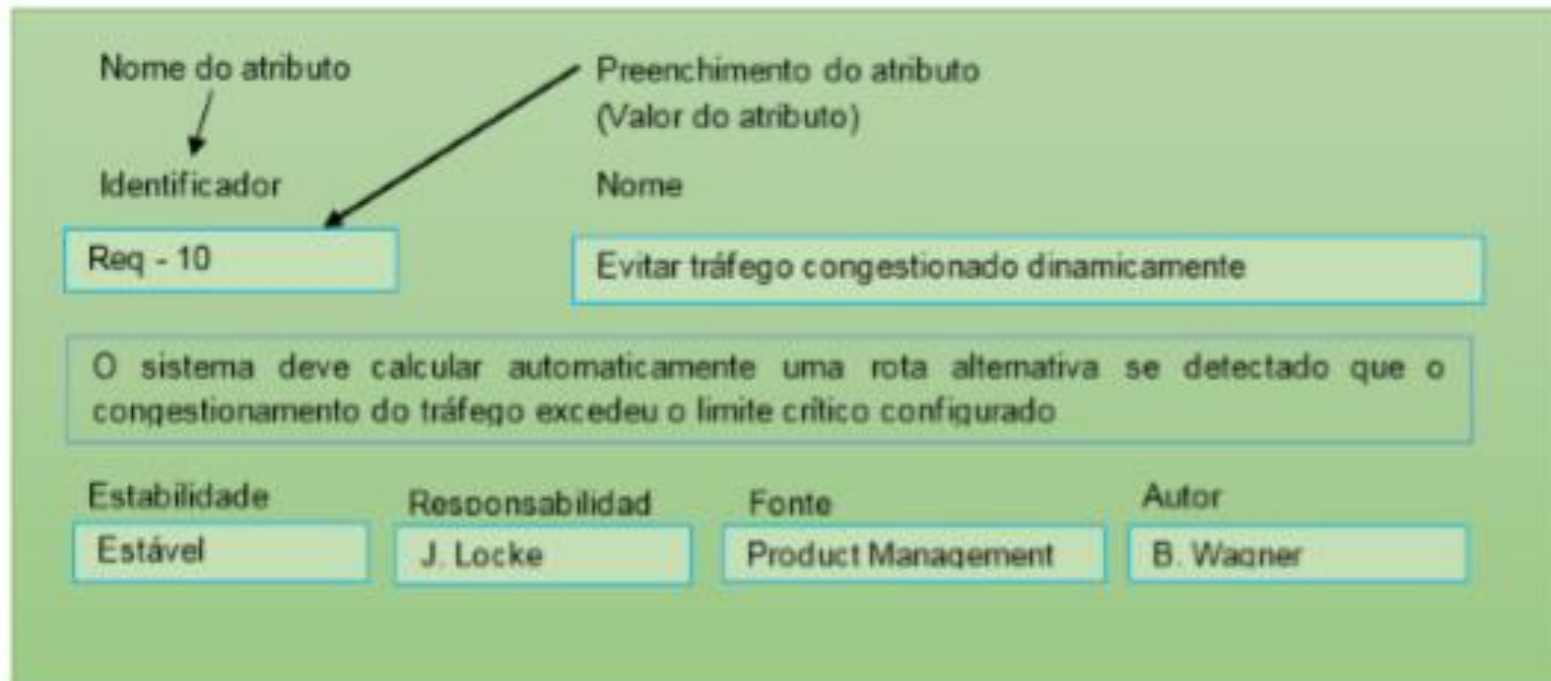 Nome do atributo
Preenchimento do atributo
(Valor do atributo)
Identificador
Nome
Req - 10
Evitar tráfego congestionado dinamicamente
O sistema deve calcular automaticamente uma rota alternativa se detectado que o
congestionamento do tráfego excedeu o limite crítico configurado
Estabilidade
Responsabilidad
Fonte
Autor
Estável
J. Locke
Product Management
B. Wagner